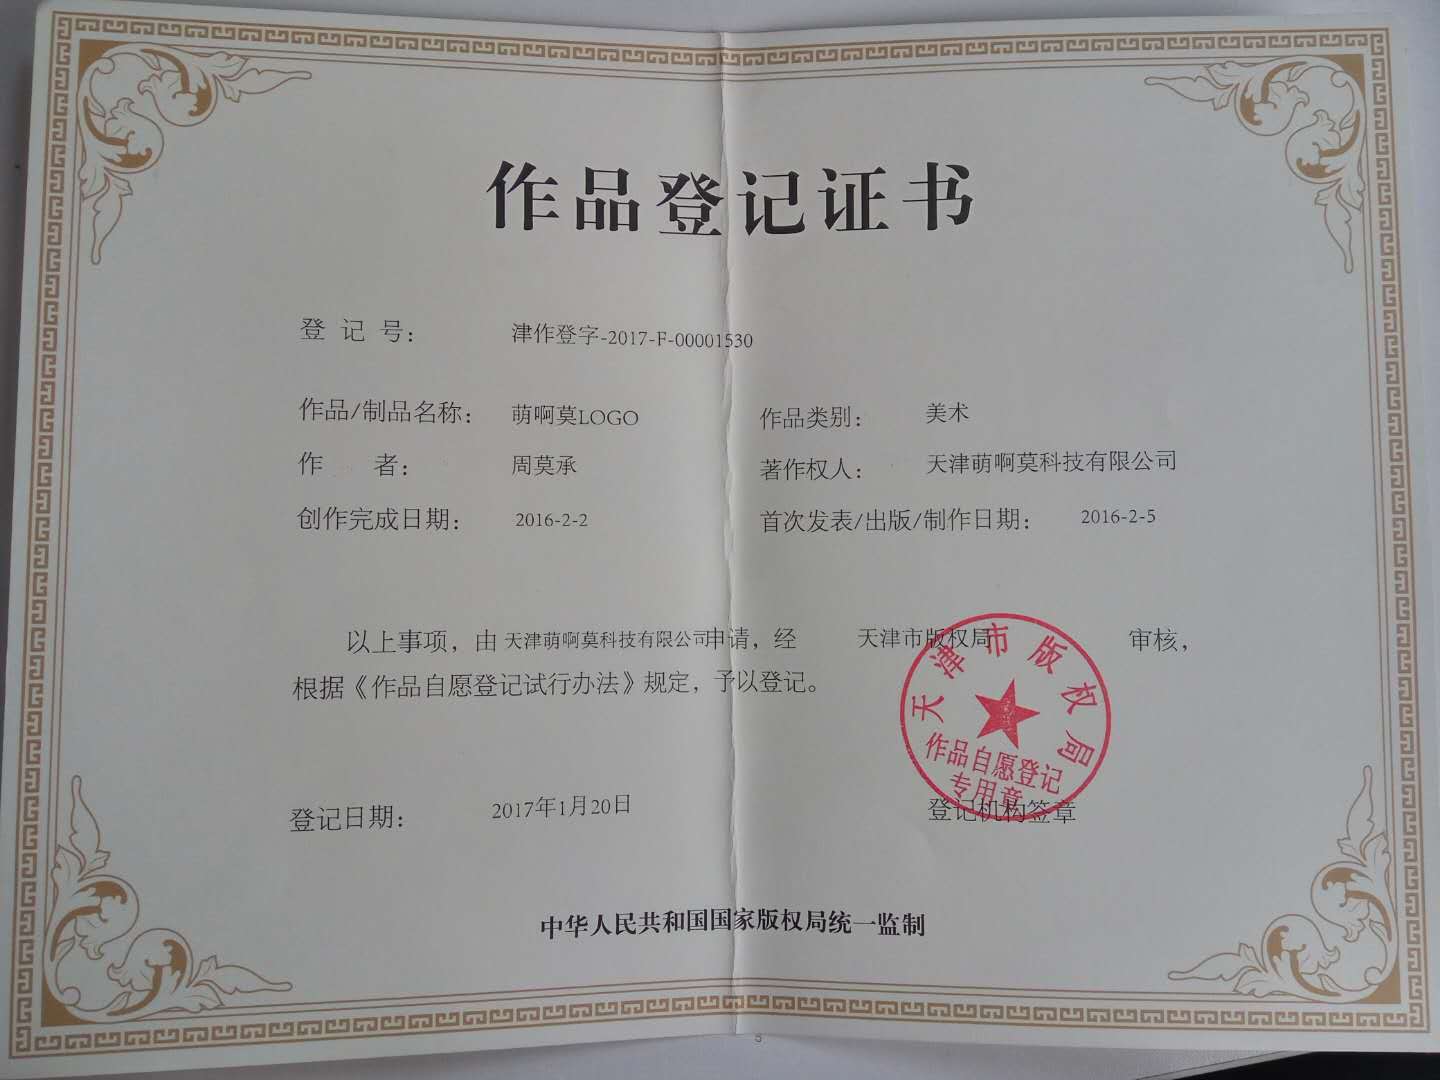 作品登记证书
登 记 号： 津作登字-2017-F-00001530
作品/制品名称： 萌啊莫LOGO 作品类别： 美术
作 者： 周莫承 著作权人： 天津萌啊莫科技有限公司
创作完成日期： 2016-2-2 首次发表/出版/制作日期： 2016-2-5
以上事项，由 天津萌啊莫科技有限公司申请，经 天津市版权局 审核，
根据《作品自愿登记试行办法》规定，予以登记。
天津市版权局
作品自愿登记
专用章
登记日期： 2017年1月20日 登记机构签章
中华人民共和国国家版权局统一监制